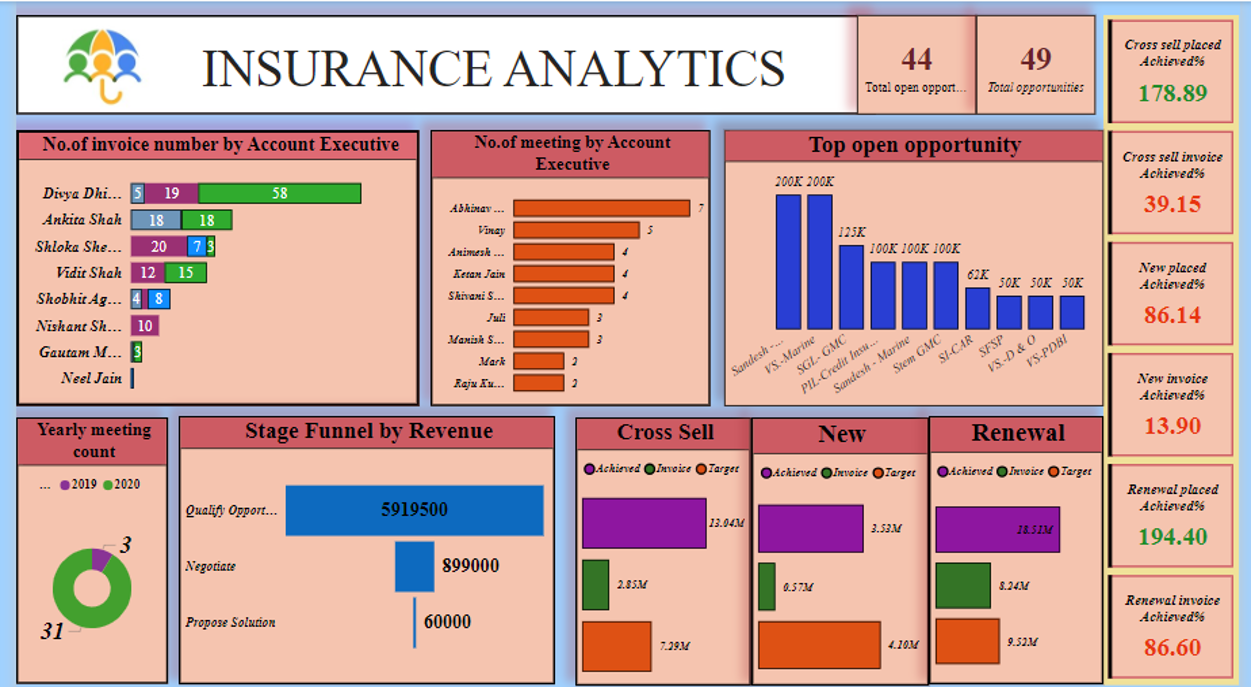 INSURANCE ANALYTICS
44
Total open opport...
49
Total opportunities
Cross sell placed
Achieved%
178.89
Cross sell invoice
Achieved%
39.15
New placed
Achieved%
86.14
New invoice
Achieved%
13.90
Renewal placed
Achieved%
194.40
Renewal invoice
Achieved%
86.60
No.of invoice number by Account Executive
Divya Dhi... 5 19 58
Ankita Shah 18 18
Shloka She... 20 7 3
Vidit Shah 12 15
Shobhit Ag... 4 8
Nishant Sh... 10
Gautam M... 3
Neel Jain
No.of meeting by Account
Executive
Abhinav ... 7
Vinay 5
Animesh ... 4
Ketan Jain 4
Shivani S... 4
Juli 3
Manish S... 3
Mark 2
Raju Ku... 2
Top open opportunity
200K 200K 125K 100K 100K 100K 62K 50K 50K 50K
Sandesh -...
VS.-Marine
SGL- GMC
PIL-Credit Insu...
Sandesh - Marine
Stem GMC
SI-CAR
SFSP
VS.-D & O
VS-PDBI
Yearly meeting
count
... 2019 2020
3
31
Stage Funnel by Revenue
Qualify Opport... 5919500
Negotiate 899000
Propose Solution 60000
Cross Sell
Achieved Invoice Target
13.04M
2.85M
7.29M
New
Achieved Invoice Target
3.53M
0.57M
4.10M
Renewal
Achieved Invoice Target
18.51M
8.24M
9.52M